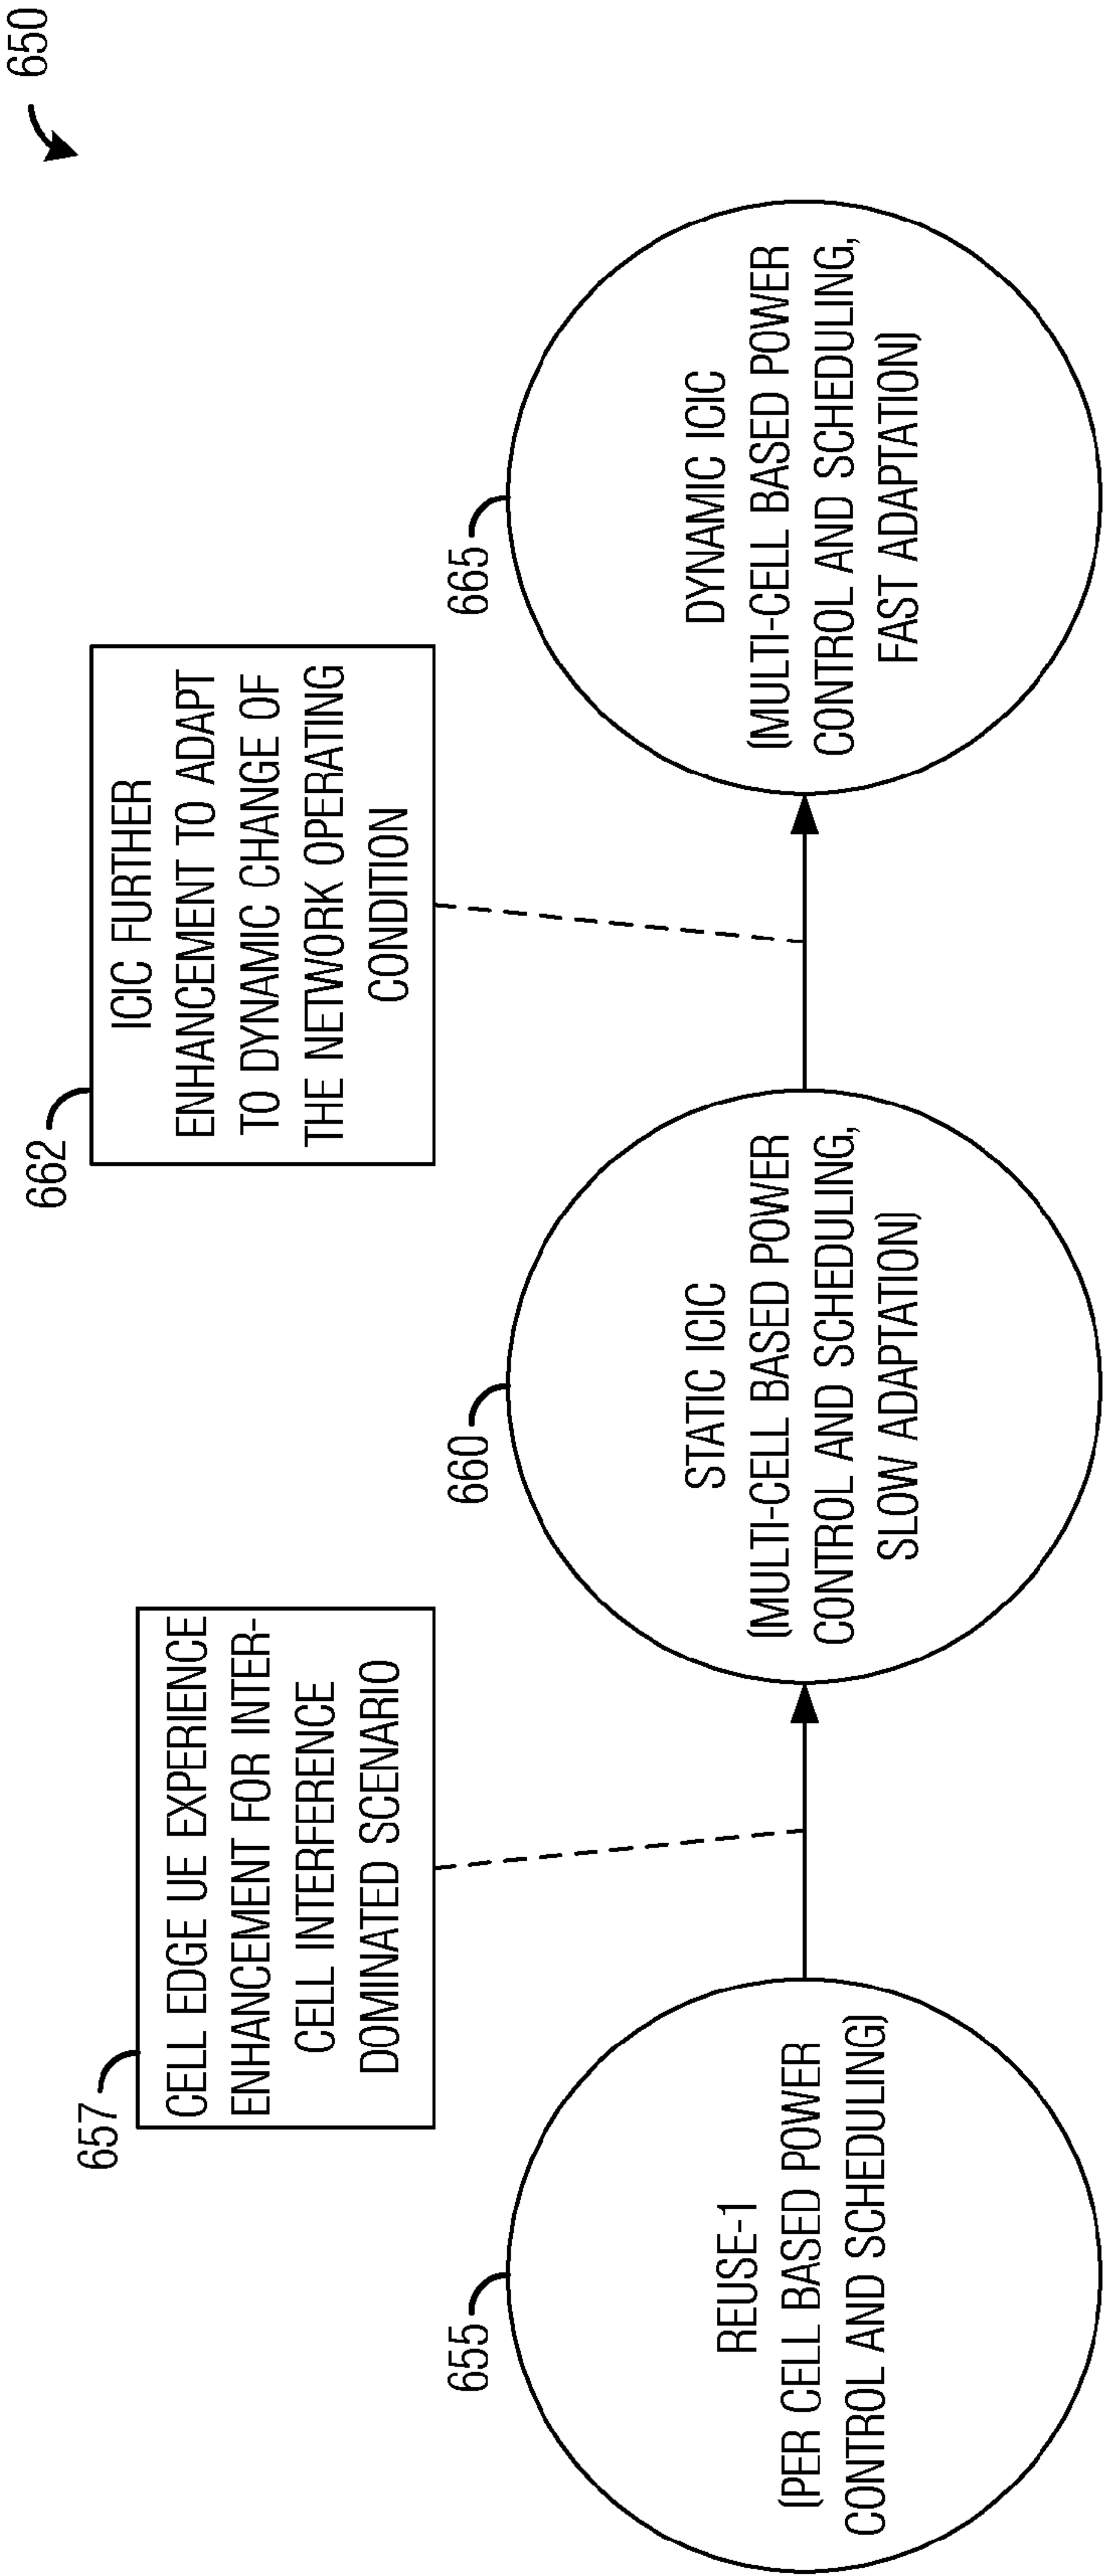 650
657
CELL EDGE UE EXPERIENCE
ENHANCEMENT FOR INTER-
CELL INTERFERENCE
DOMINATED SCENARIO
662
ICIC FURTHER
ENHANCEMENT TO ADAPT
TO DYNAMIC CHANGE OF
THE NETWORK OPERATING
CONDITION
655
REUSE-1
(PER CELL BASED POWER
CONTROL AND SCHEDULING)
660
STATIC ICIC
(MULTI-CELL BASED POWER
CONTROL AND SCHEDULING,
SLOW ADAPTATION)
665
DYNAMIC ICIC
(MULTI-CELL BASED POWER
CONTROL AND SCHEDULING,
FAST ADAPTATION)